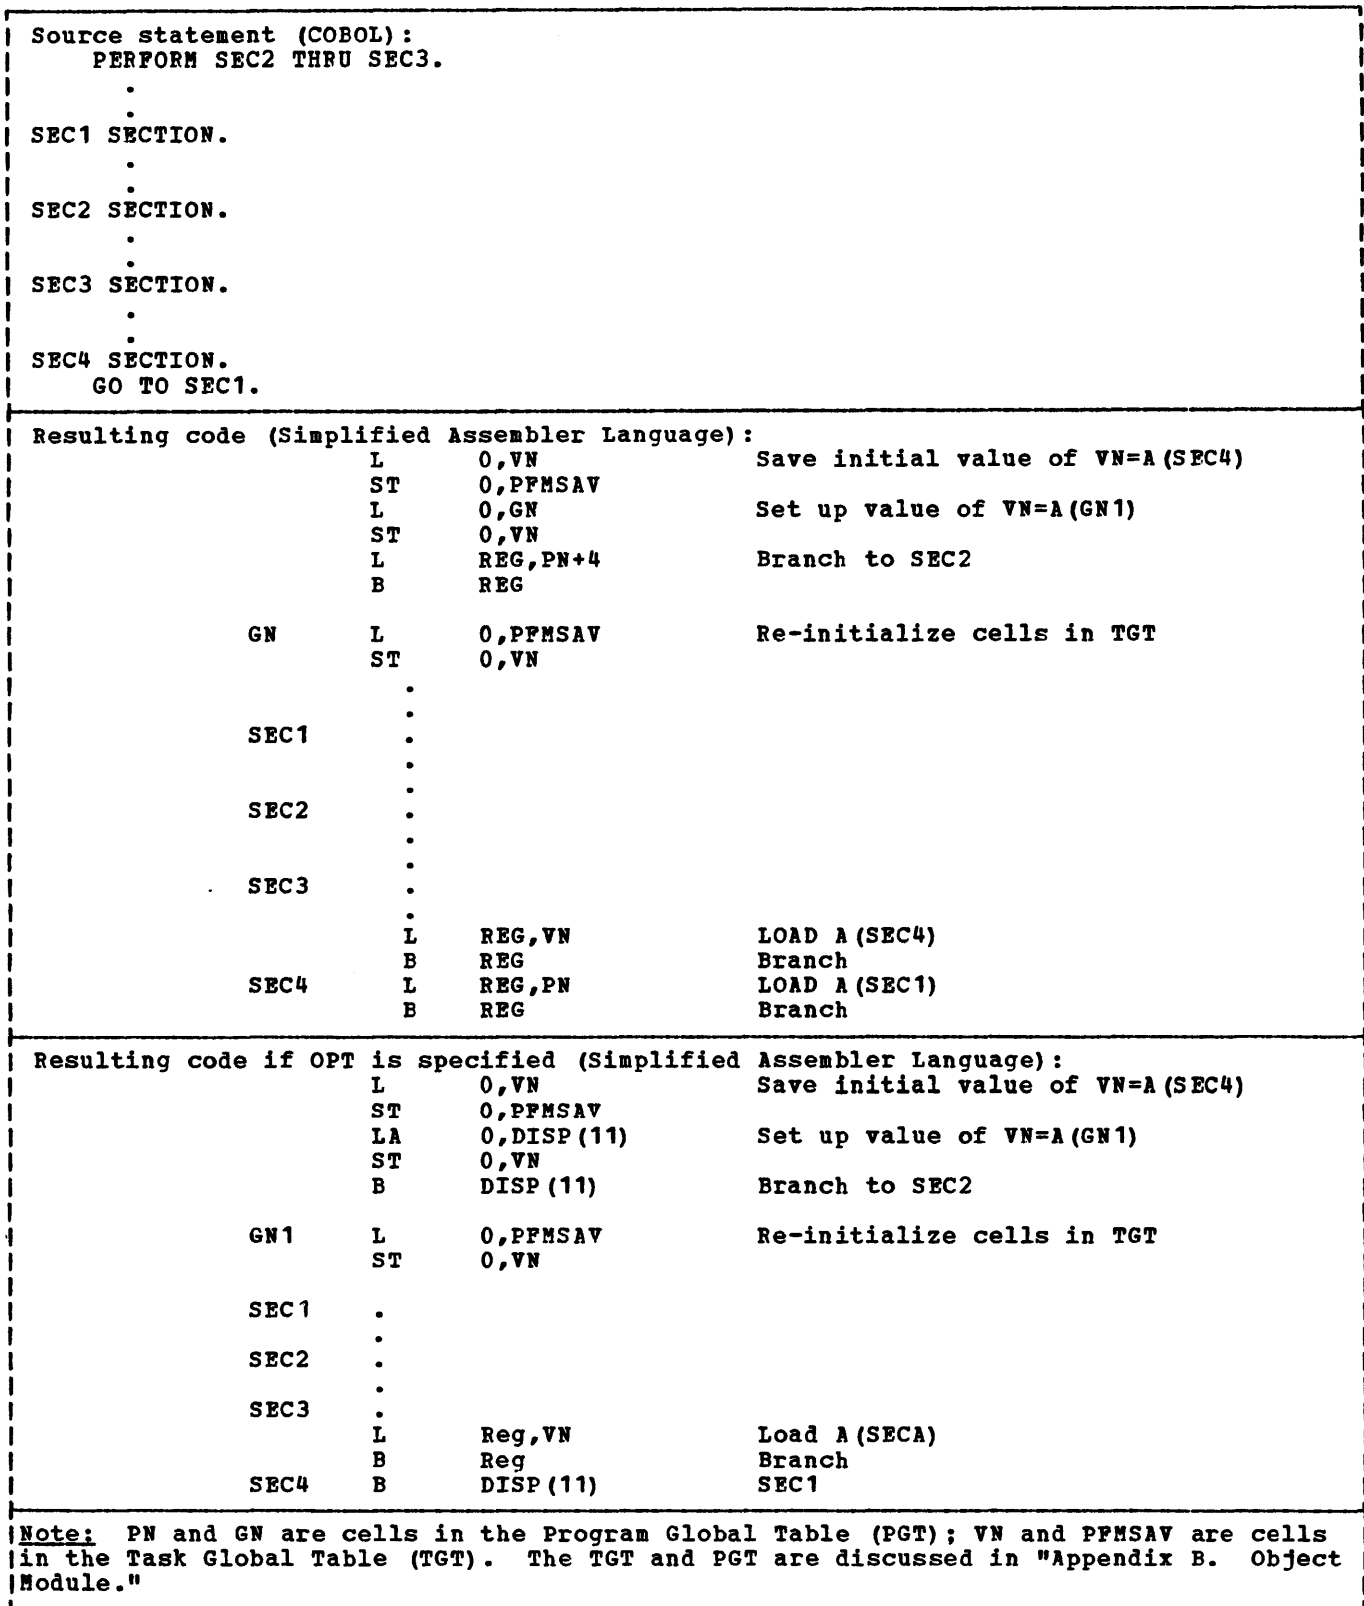 Source statement (COBOL):
PERFORM SEC2 THRU SEC3.
.
.
SEC1 SECTION.
.
.
SEC2 SECTION.
.
.
SEC3 SECTION.
.
.
SEC4 SECTION.
GO TO SEC1.
Resulting code (Simplified Assembler Language):
L 0,VN Save initial value of VN=A(SEC4)
ST 0,PFMSAV
L 0,GN Set up value of VN=A(GN1)
ST 0,VN
L REG,PN+4 Branch to SEC2
B REG
GN L 0,PFMSAV Re-initialize cells in TGT
ST 0,VN
.
.
SEC1 .
.
.
SEC2 .
.
.
SEC3 .
.
L REG,VN LOAD A(SEC4)
B REG Branch
SEC4 L REG,PN LOAD A(SEC1)
B REG Branch
Resulting code if OPT is specified (Simplified Assembler Language):
L 0,VN Save initial value of VN=A(SEC4)
ST 0,PFMSAV
LA 0,DISP(11) Set up value of VN=A(GN1)
ST 0,VN
B DISP(11) Branch to SEC2
GN1 L 0,PFMSAV Re-initialize cells in TGT
ST 0,VN
SEC1 .
.
SEC2 .
.
SEC3 .
L Reg,VN Load A(SECA)
B Reg Branch
SEC4 B DISP(11) SEC1
Note: PN and GN are cells in the Program Global Table (PGT); VN and PFMSAV are cells
in the Task Global Table (TGT). The TGT and PGT are discussed in "Appendix B. Object
Module."